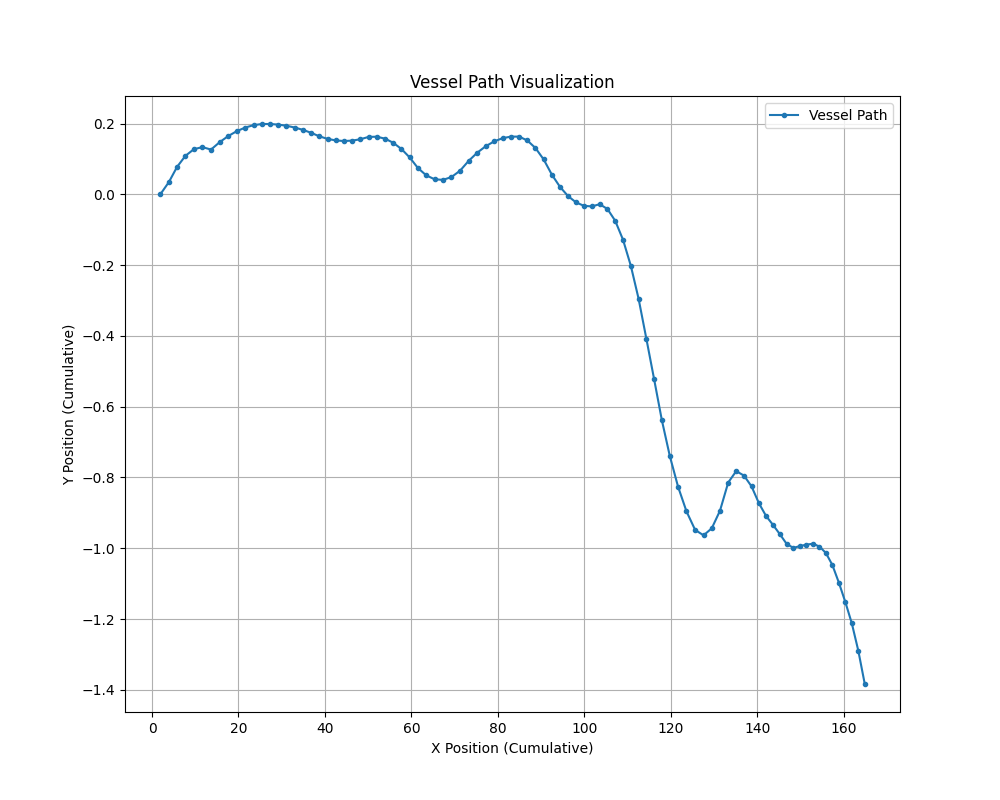 Vessel Path Visualization
Vessel Path
0.2
0.0
−0.2
−0.4
−0.6
−0.8
−1.0
−1.2
−1.4
Y Position (Cumulative)
0 20 40 60 80 100 120 140 160
X Position (Cumulative)